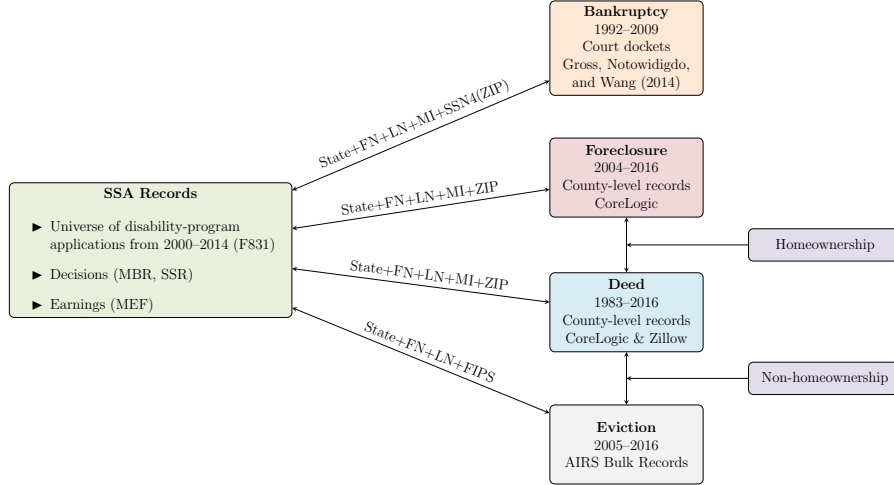 Bankruptcy
1992–2009
Court dockets
Gross, Notowidigdo,
and Wang (2014)
State+FN+LN+MI+SSN4(ZIP)
Foreclosure
2004–2016
County-level records
CoreLogic
State+FN+LN+MI+ZIP
SSA Records
▶ Universe of disability-program
applications from 2000–2014 (F831)
▶ Decisions (MBR, SSR)
▶ Earnings (MEF)
Homeownership
State+FN+LN+MI+ZIP
Deed
1983–2016
County-level records
CoreLogic & Zillow
State+FN+LN+FIPS
Non-homeownership
Eviction
2005–2016
AIRS Bulk Records